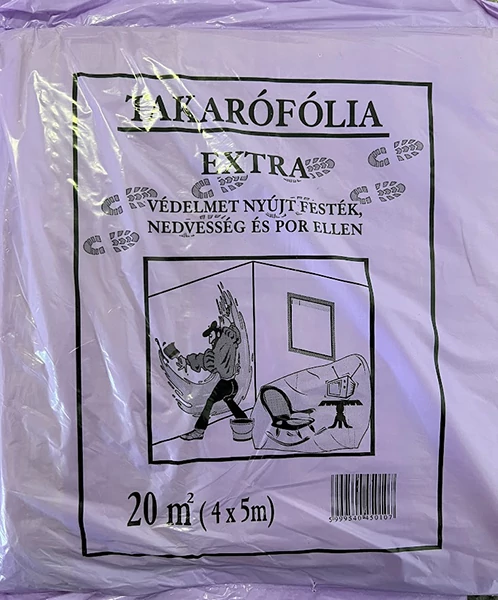 TAKARÓFÓLIA
EXTRA
VÉDELMET NYÚJT FESTÉK,
NEDVESSÉG ÉS POR ELLEN
20 m² (4 x 5m)